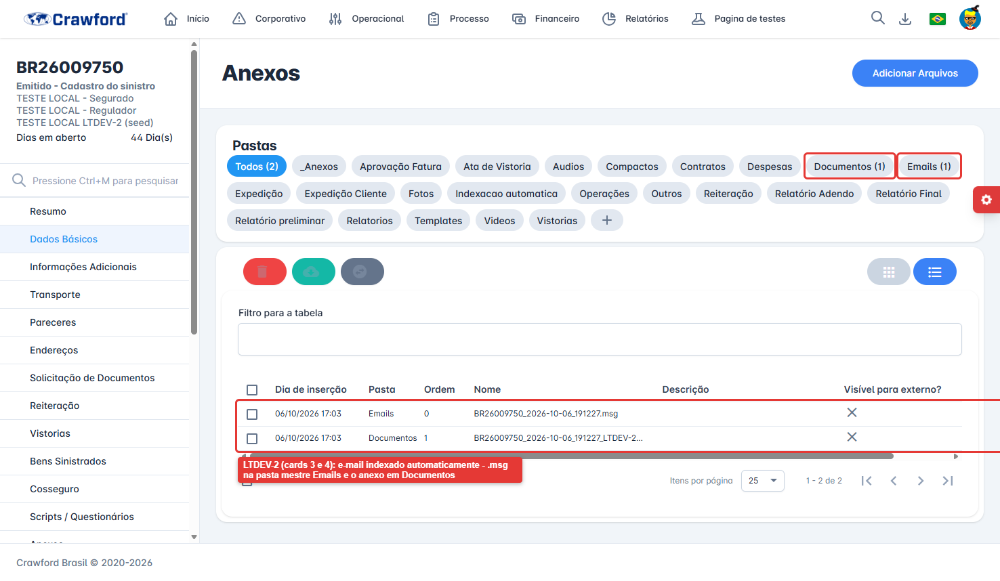 Crawford®
Início
Corporativo
Operacional
Processo
Financeiro
Relatórios
Pagina de testes
BR26009750
Emitido - Cadastro do sinistro
TESTE LOCAL - Segurado
TESTE LOCAL - Regulador
TESTE LOCAL LTDEV-2 (seed)
Dias em aberto 44 Dia(s)
Pressione Ctrl+M para pesquisar
Resumo
Dados Básicos
Informações Adicionais
Transporte
Pareceres
Endereços
Solicitação de Documentos
Reiteração
Vistorias
Bens Sinistrados
Cosseguro
Scripts / Questionários
Anexos
Adicionar Arquivos
Pastas
Todos (2) _Anexos Aprovação Fatura Ata de Vistoria Audios Compactos Contratos Despesas Documentos (1) Emails (1)
Expedição Expedição Cliente Fotos Indexacao automatica Operações Outros Reiteração Relatório Adendo Relatório Final
Relatório preliminar Relatorios Templates Videos Vistorias
Filtro para a tabela
Dia de inserção Pasta Ordem Nome Descrição Visível para externo?
06/10/2026 17:03 Emails 0 BR26009750_2026-10-06_191227.msg
06/10/2026 17:03 Documentos 1 BR26009750_2026-10-06_191227_LTDEV-2...
LTDEV-2 (cards 3 e 4): e-mail indexado automaticamente - .msg
na pasta mestre Emails e o anexo em Documentos
Itens por página 25 1 - 2 de 2
Crawford Brasil © 2020-2026